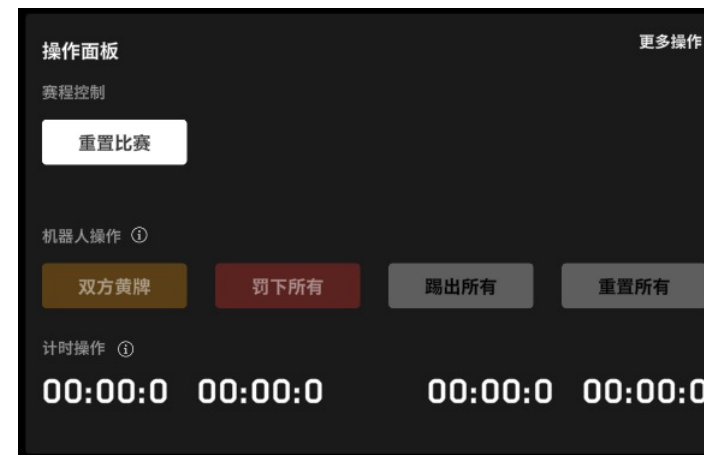 操作面板
更多操作
赛程控制
重置比赛
机器人操作
双方黄牌 罚下所有 踢出所有 重置所有
计时操作
00:00:0 00:00:0 00:00:0 00:00:0